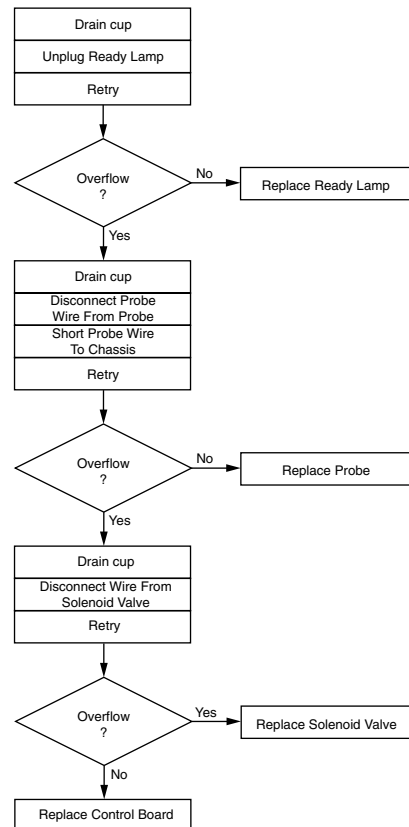 Drain cup
Unplug Ready Lamp
Retry
Overflow
?
No
Replace Ready Lamp
Yes
Drain cup
Disconnect Probe
Wire From Probe
Short Probe Wire
To Chassis
Retry
Overflow
?
No
Replace Probe
Yes
Drain cup
Disconnect Wire From
Solenoid Valve
Retry
Overflow
?
Yes
Replace Solenoid Valve
No
Replace Control Board